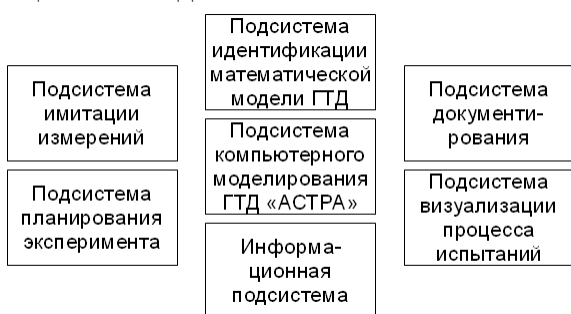 Подсистема
имитации
измерений
Подсистема
планирования
эксперимента
Подсистема
идентификации
математической
модели ГТД
Подсистема
компьютерного
моделирования
ГТД «АСТРА»
Информа-
ционная
подсистема
Подсистема
документи-
рования
Подсистема
визуализации
процесса
испытаний